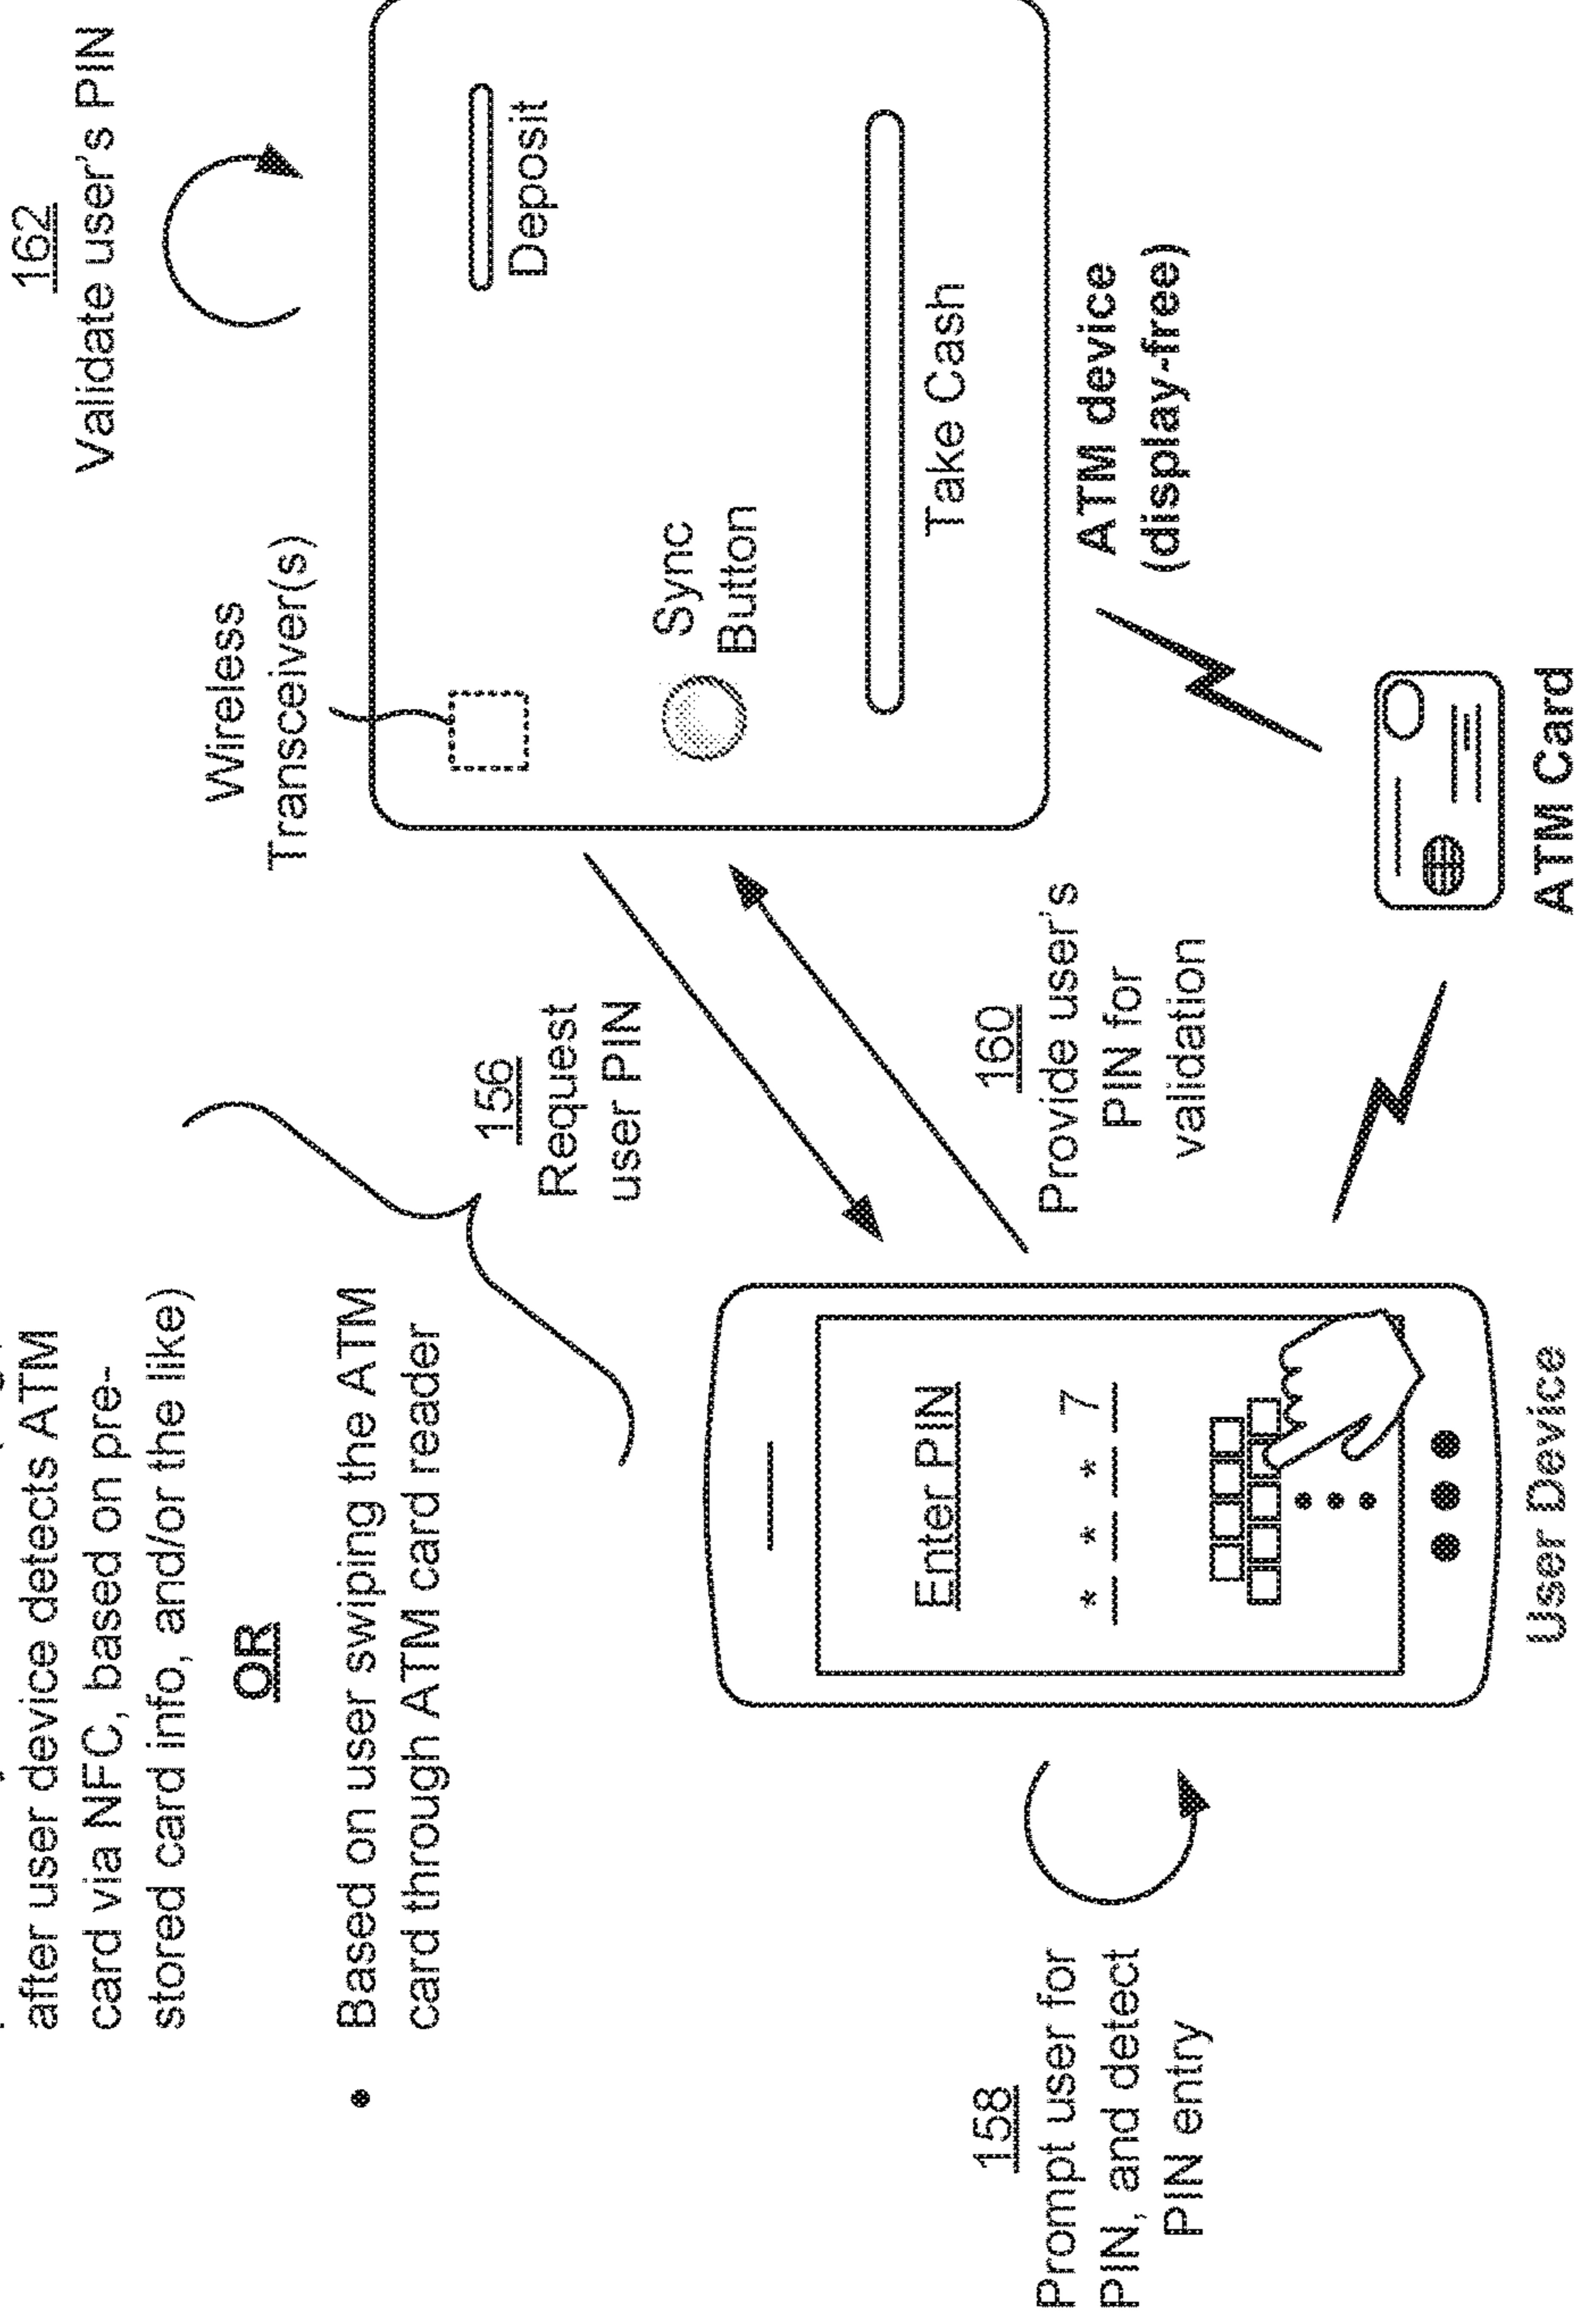 after user device detects ATM
card via NFC, based on pre-
stored card info, and/or the like)
OR
• Based on user swiping the ATM
card through ATM card reader
162
Validate user's PIN
Wireless
Transceiver(s)
Deposit
Sync
Button
Take Cash
ATM device
(display-free)
156
Request
user PIN
160
Provide user's
PIN for
validation
158
Prompt user for
PIN, and detect
PIN entry
Enter PIN
* * * 7
User Device
ATM Card